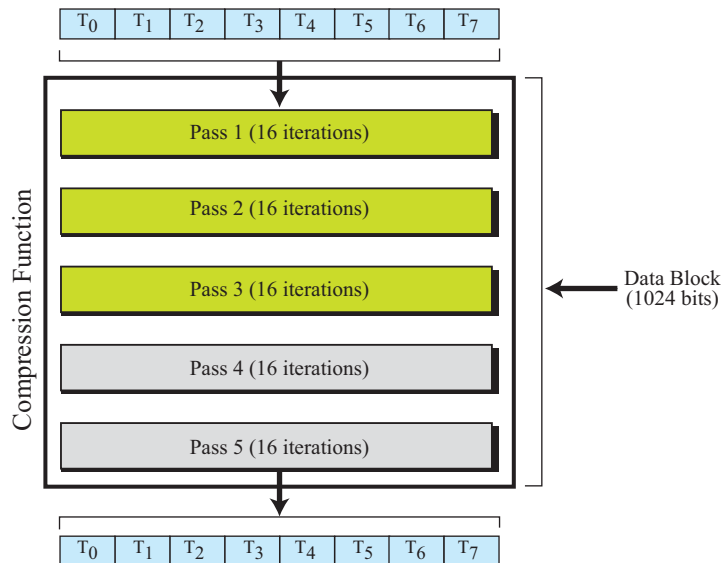 T0 T1 T2 T3 T4 T5 T6 T7
Pass 1 (16 iterations)
Pass 2 (16 iterations)
Pass 3 (16 iterations)
Pass 4 (16 iterations)
Pass 5 (16 iterations)
Compression Function
Data Block
(1024 bits)
T0 T1 T2 T3 T4 T5 T6 T7